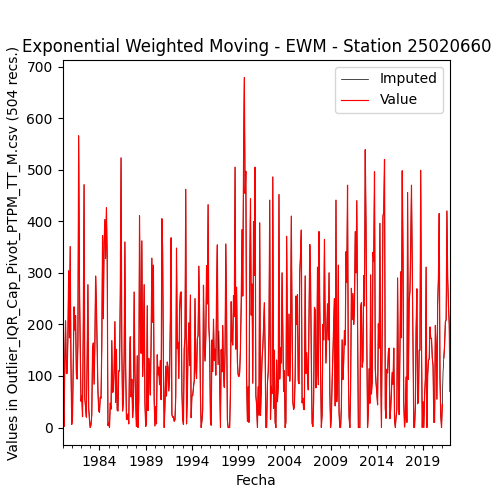 Exponential Weighted Moving - EWM - Station 25020660
Imputed
Value
Values in Outlier_IQR_Cap_Pivot_PTPM_TT_M.csv (504 recs.)
700
600
500
400
300
200
100
0
1984 1989 1994 1999 2004 2009 2014 2019
Fecha